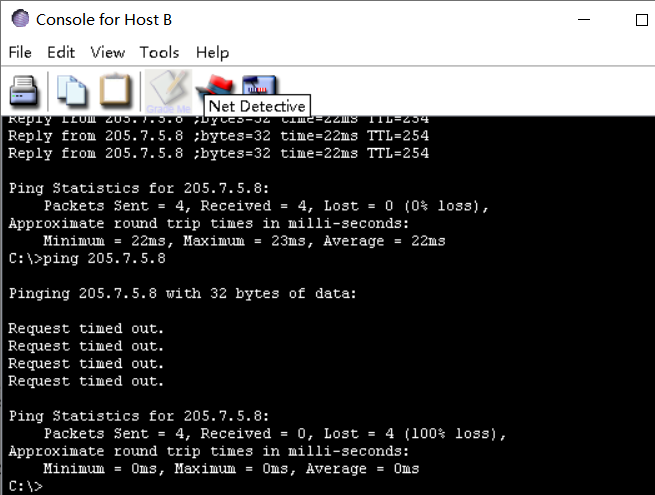 Console for Host B
File Edit View Tools Help
Grade Me
Net Detective
Reply from 205.7.5.8 ;bytes=32 time=22ms TTL=254
Reply from 205.7.5.8 ;bytes=32 time=22ms TTL=254
Reply from 205.7.5.8 ;bytes=32 time=22ms TTL=254
Ping Statistics for 205.7.5.8:
Packets Sent = 4, Received = 4, Lost = 0 (0% loss),
Approximate round trip times in milli-seconds:
Minimum = 22ms, Maximum = 23ms, Average = 22ms
C:\>ping 205.7.5.8
Pinging 205.7.5.8 with 32 bytes of data:
Request timed out.
Request timed out.
Request timed out.
Request timed out.
Ping Statistics for 205.7.5.8:
Packets Sent = 4, Received = 0, Lost = 4 (100% loss),
Approximate round trip times in milli-seconds:
Minimum = 0ms, Maximum = 0ms, Average = 0ms
C:\>